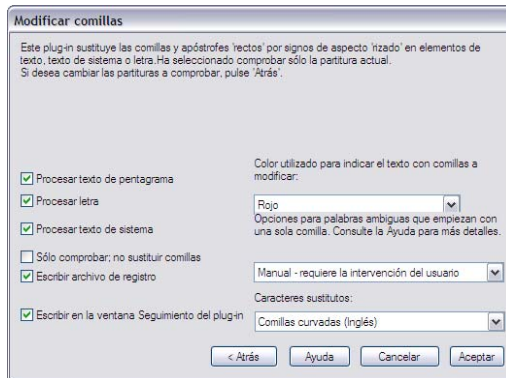 Modificar comillas
Este plug-in sustituye las comillas y apóstrofes 'rectos' por signos de aspecto 'rizado' en elementos de
texto, texto de sistema o letra.Ha seleccionado comprobar sólo la partitura actual.
Si desea cambiar las partituras a comprobar, pulse 'Atrás'.
Color utilizado para indicar el texto con comillas a
modificar:
Procesar texto de pentagrama
Procesar letra
Rojo
Procesar texto de sistema
Opciones para palabras ambiguas que empiezan con
una sola comilla. Consulte la Ayuda para más detalles.
Sólo comprobar; no sustituir comillas
Escribir archivo de registro
Manual - requiere la intervención del usuario
Caracteres sustitutos:
Escribir en la ventana Seguimiento del plug-in
Comillas curvadas (Inglés)
< Atrás
Ayuda
Cancelar
Aceptar